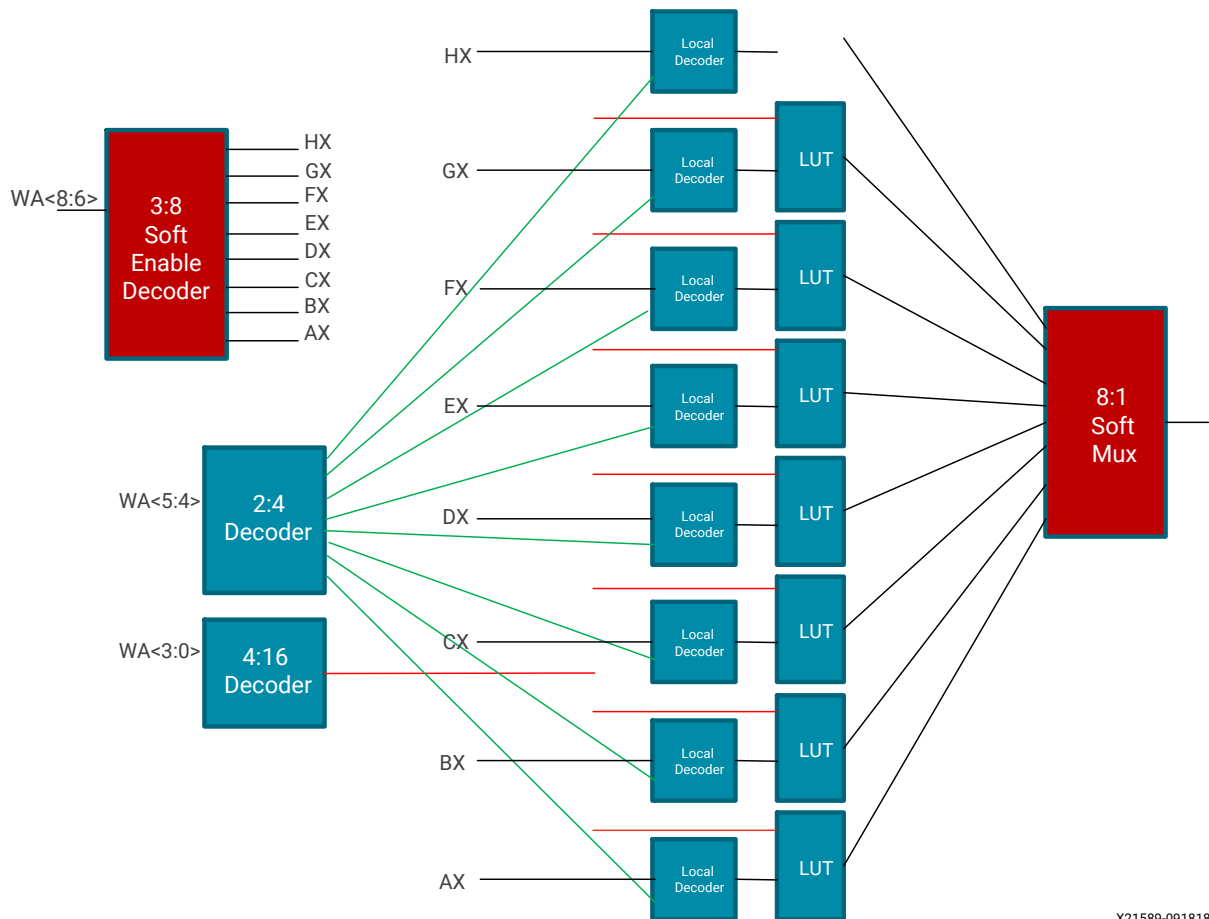 HX
Local
Decoder
WA<8:6>
3:8
Soft
Enable
Decoder
HX
GX
FX
EX
DX
CX
BX
AX
GX
Local
Decoder
LUT
FX
Local
Decoder
LUT
EX
Local
Decoder
LUT
8:1
Soft
Mux
WA<5:4>
2:4
Decoder
DX
Local
Decoder
LUT
WA<3:0>
4:16
Decoder
CX
Local
Decoder
LUT
BX
Local
Decoder
LUT
AX
Local
Decoder
LUT
X21589-091818